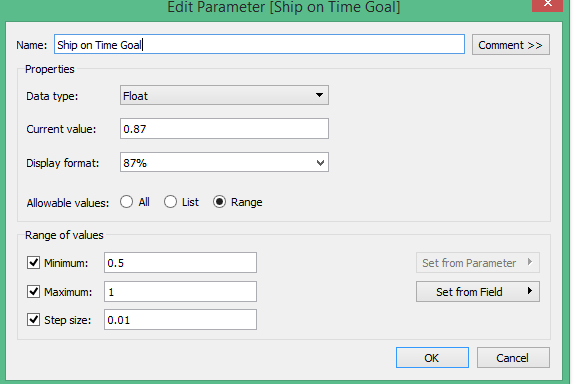 Edit Parameter [Ship on Time Goal]
Name: Ship on Time Goal Comment >>
Properties
Data type: Float
Current value: 0.87
Display format: 87%
Allowable values: All List Range
Range of values
Minimum: 0.5 Set from Parameter
Maximum: 1 Set from Field
Step size: 0.01
OK Cancel